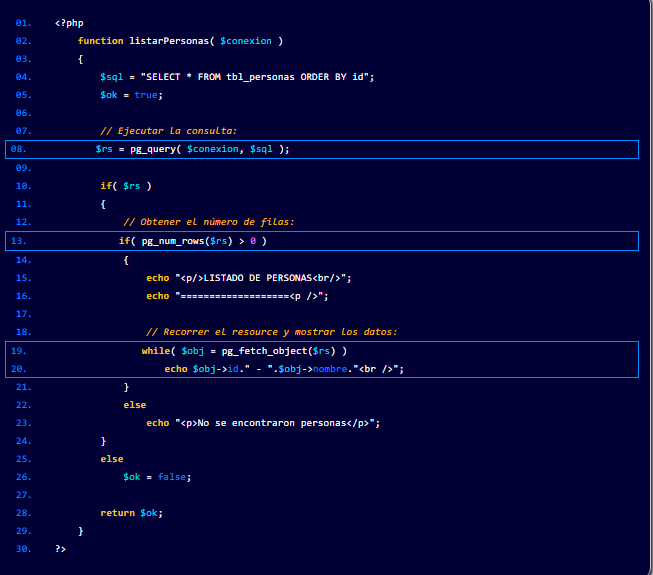 01. <?php
02. function listarPersonas( $conexion )
03. {
04. $sql = "SELECT * FROM tbl_personas ORDER BY id";
05. $ok = true;
06.
07. // Ejecutar la consulta:
08. $rs = pg_query( $conexion, $sql );
09.
10. if( $rs )
11. {
12. // Obtener el número de filas:
13. if( pg_num_rows($rs) > 0 )
14. {
15. echo "<p/>LISTADO DE PERSONAS<br/>";
16. echo "===================<p />";
17.
18. // Recorrer el resource y mostrar los datos:
19. while( $obj = pg_fetch_object($rs) )
20. echo $obj->id." - ".$obj->nombre."<br />";
21. }
22. else
23. echo "<p>No se encontraron personas</p>";
24. }
25. else
26. $ok = false;
27.
28. return $ok;
29. }
30. ?>